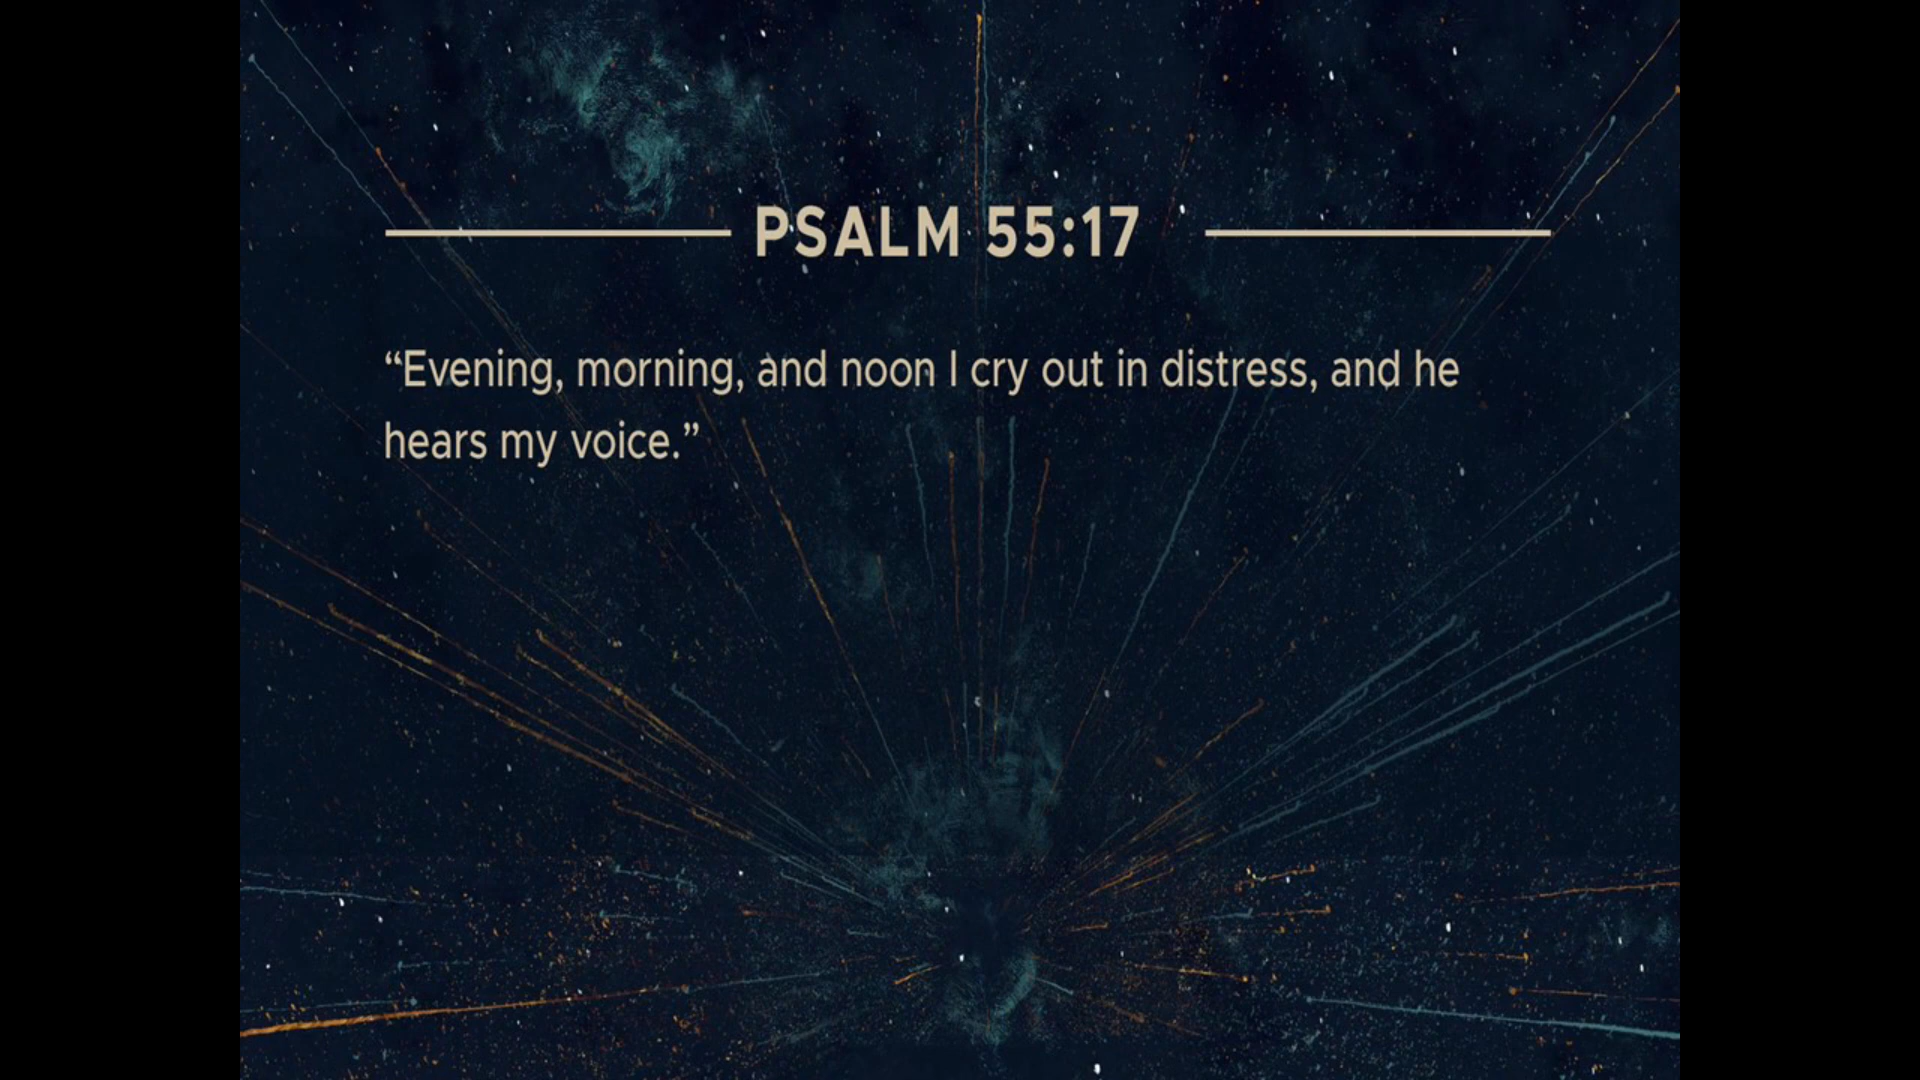 PSALM 55:17
“Evening, morning, and noon I cry out in distress, and he
hears my voice.”